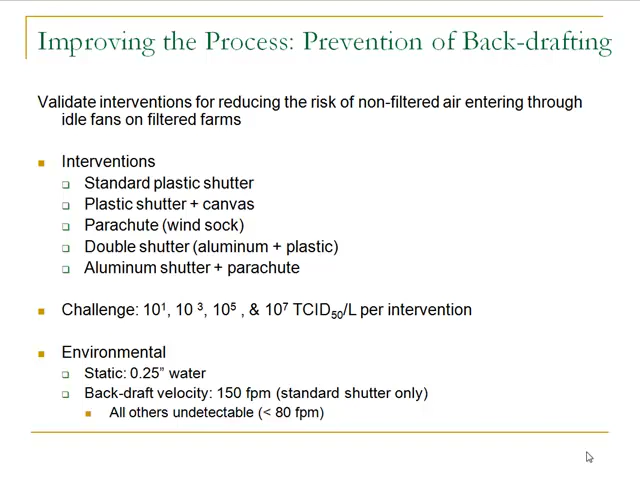 Improving the Process: Prevention of Back-drafting
Validate interventions for reducing the risk of non-filtered air entering through
idle fans on filtered farms
Interventions
Standard plastic shutter
Plastic shutter + canvas
Parachute (wind sock)
Double shutter (aluminum + plastic)
Aluminum shutter + parachute
Challenge: 10¹, 10 ³, 10⁵ , & 10⁷ TCID₅₀/L per intervention
Environmental
Static: 0.25” water
Back-draft velocity: 150 fpm (standard shutter only)
All others undetectable (< 80 fpm)